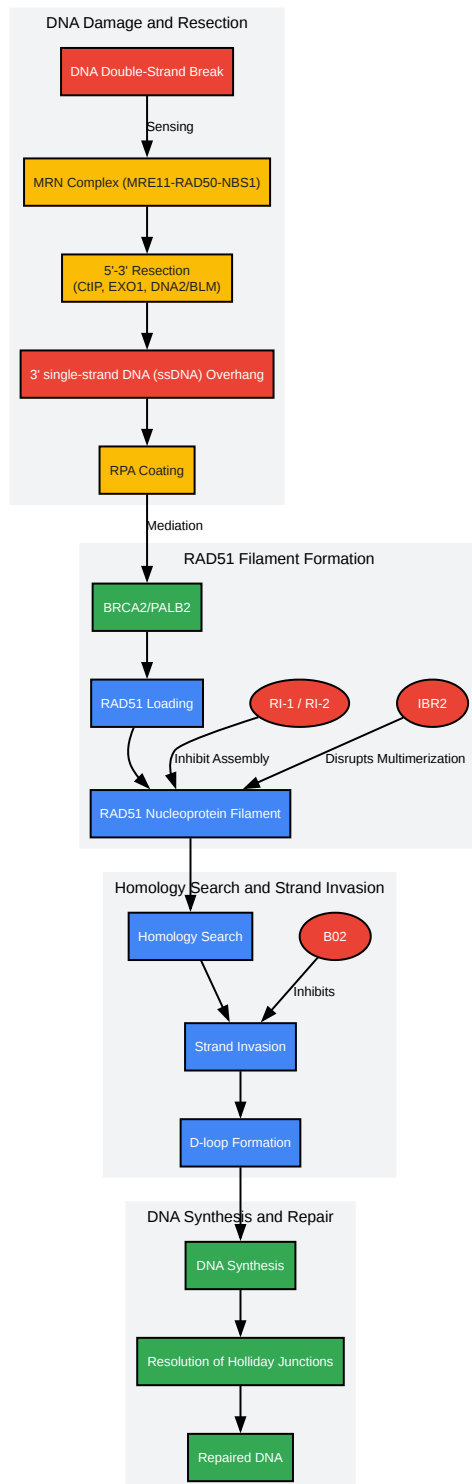 DNA Damage and Resection
DNA Double-Strand Break
Sensing
MRN Complex (MRE11-RAD50-NBS1)
5'-3' Resection
(CtIP, EXO1, DNA2/BLM)
3' single-strand DNA (ssDNA) Overhang
RPA Coating
Mediation
RAD51 Filament Formation
BRCA2/PALB2
RAD51 Loading
RI-1 / RI-2
IBR2
Inhibit Assembly
Disrupts Multimerization
RAD51 Nucleoprotein Filament
Homology Search and Strand Invasion
Homology Search
B02
Inhibits
Strand Invasion
D-loop Formation
DNA Synthesis and Repair
DNA Synthesis
Resolution of Holliday Junctions
Repaired DNA